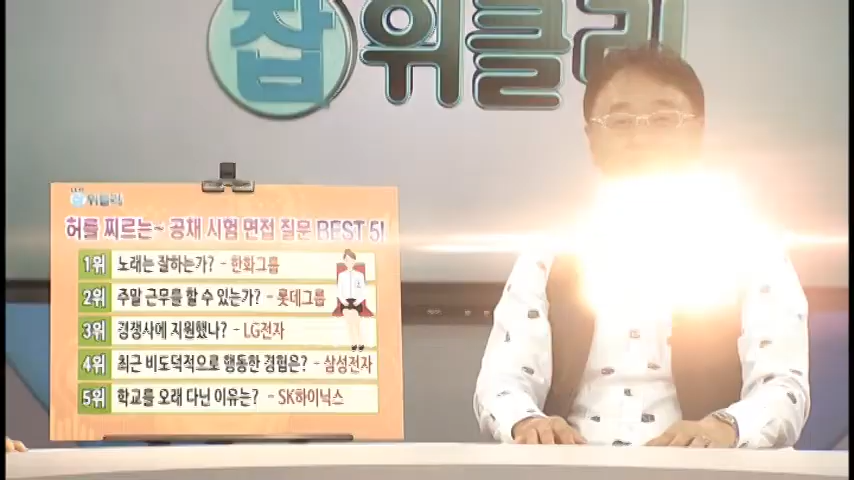 잡위클리
잡위클리
허를 찌르는~ 공채 시험 면접 질문 BEST 5!
1위 노래는 잘하는가? - 한화그룹
2위 주말 근무를 할 수 있는가? - 롯데그룹
3위 경쟁사에 지원했나? - LG전자
4위 최근 비도덕적으로 행동한 경험은? - 삼성전자
5위 학교를 오래 다닌 이유는? - SK하이닉스